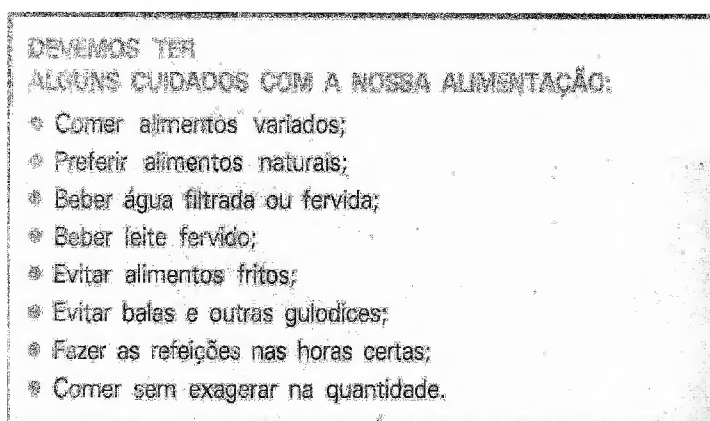 DEVEMOS TER
ALGUNS CUIDADOS COM A NOSSA ALIMENTAÇÃO:
• Comer alimentos variados;
• Preferir alimentos naturais;
• Beber água filtrada ou fervida;
• Beber leite fervido;
• Evitar alimentos fritos;
• Evitar balas e outras gulodices;
• Fazer as refeições nas horas certas;
• Comer sem exagerar na quantidade.